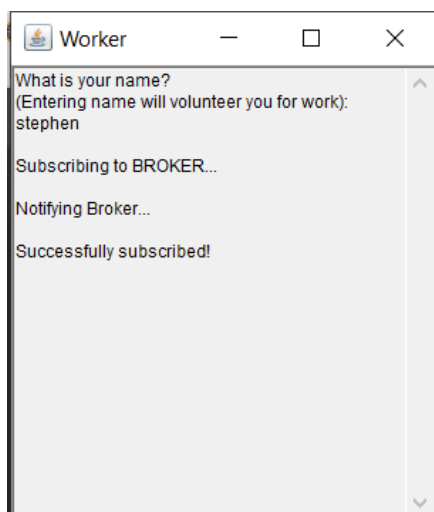 Worker
What is your name?
(Entering name will volunteer you for work):
stephen
Subscribing to BROKER...
Notifying Broker...
Successfully subscribed!